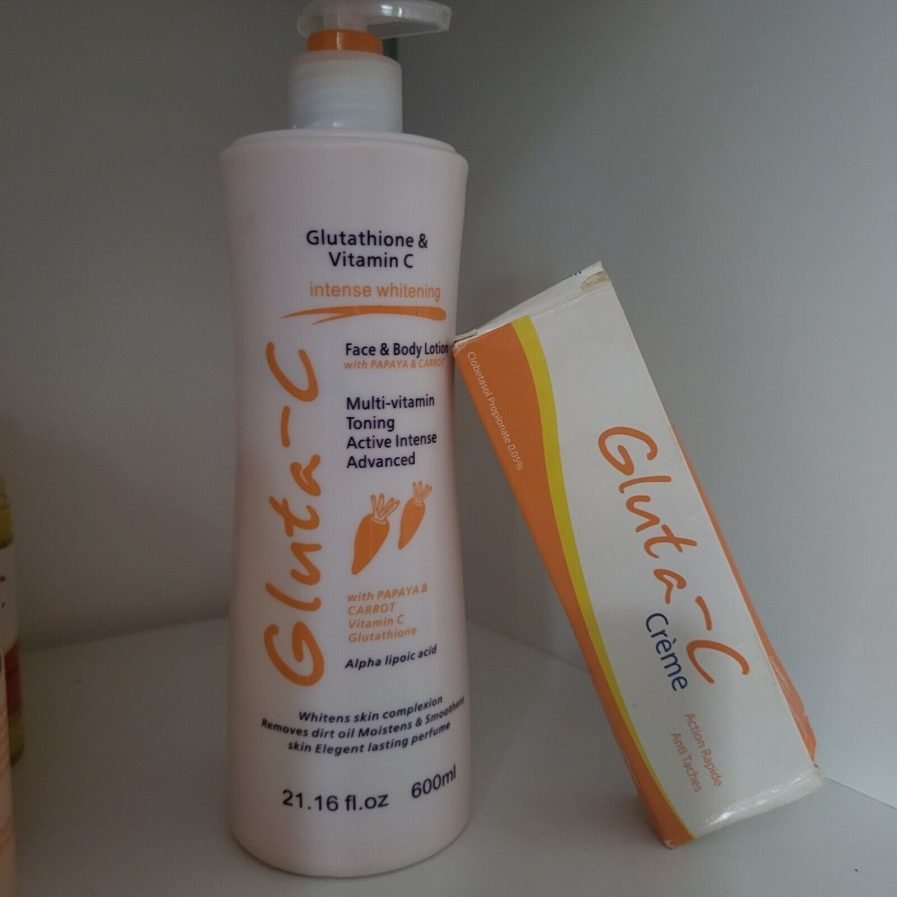 Glutathione &
Vitamin C
intense whitening
Gluta-C
Face & Body Lotion
with PAPAYA & CARROT
Multi-vitamin
Toning
Active Intense
Advanced
with PAPAYA &
CARROT
Vitamin C
Glutathione
Alpha lipoic acid
Whitens skin complexion
Removes dirt oil Moistens & Smoothens
skin Elegent lasting perfume
21.16 fl.oz 600ml
Clobetasol Propionate 0,05%
Gluta-C
Crème
Action Rapide
Anti Taches